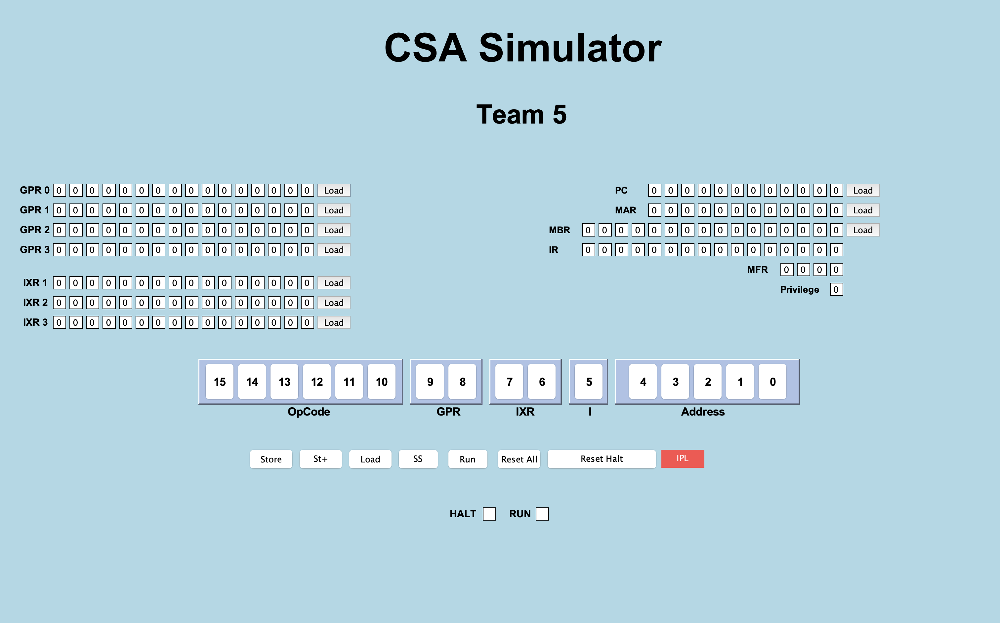 CSA Simulator
Team 5
GPR 0 0 0 0 0 0 0 0 0 0 0 0 0 0 0 0 0 Load
GPR 1 0 0 0 0 0 0 0 0 0 0 0 0 0 0 0 0 Load
GPR 2 0 0 0 0 0 0 0 0 0 0 0 0 0 0 0 0 Load
GPR 3 0 0 0 0 0 0 0 0 0 0 0 0 0 0 0 0 Load
IXR 1 0 0 0 0 0 0 0 0 0 0 0 0 0 0 0 0 Load
IXR 2 0 0 0 0 0 0 0 0 0 0 0 0 0 0 0 0 Load
IXR 3 0 0 0 0 0 0 0 0 0 0 0 0 0 0 0 0 Load
PC 0 0 0 0 0 0 0 0 0 0 0 0 Load
MAR 0 0 0 0 0 0 0 0 0 0 0 0 Load
MBR 0 0 0 0 0 0 0 0 0 0 0 0 0 0 0 0 Load
IR 0 0 0 0 0 0 0 0 0 0 0 0 0 0 0 0
MFR 0 0 0 0
Privilege 0
15 14 13 12 11 10 9 8 7 6 5 4 3 2 1 0
OpCode GPR IXR I Address
Store St+ Load SS Run Reset All Reset Halt IPL
HALT RUN